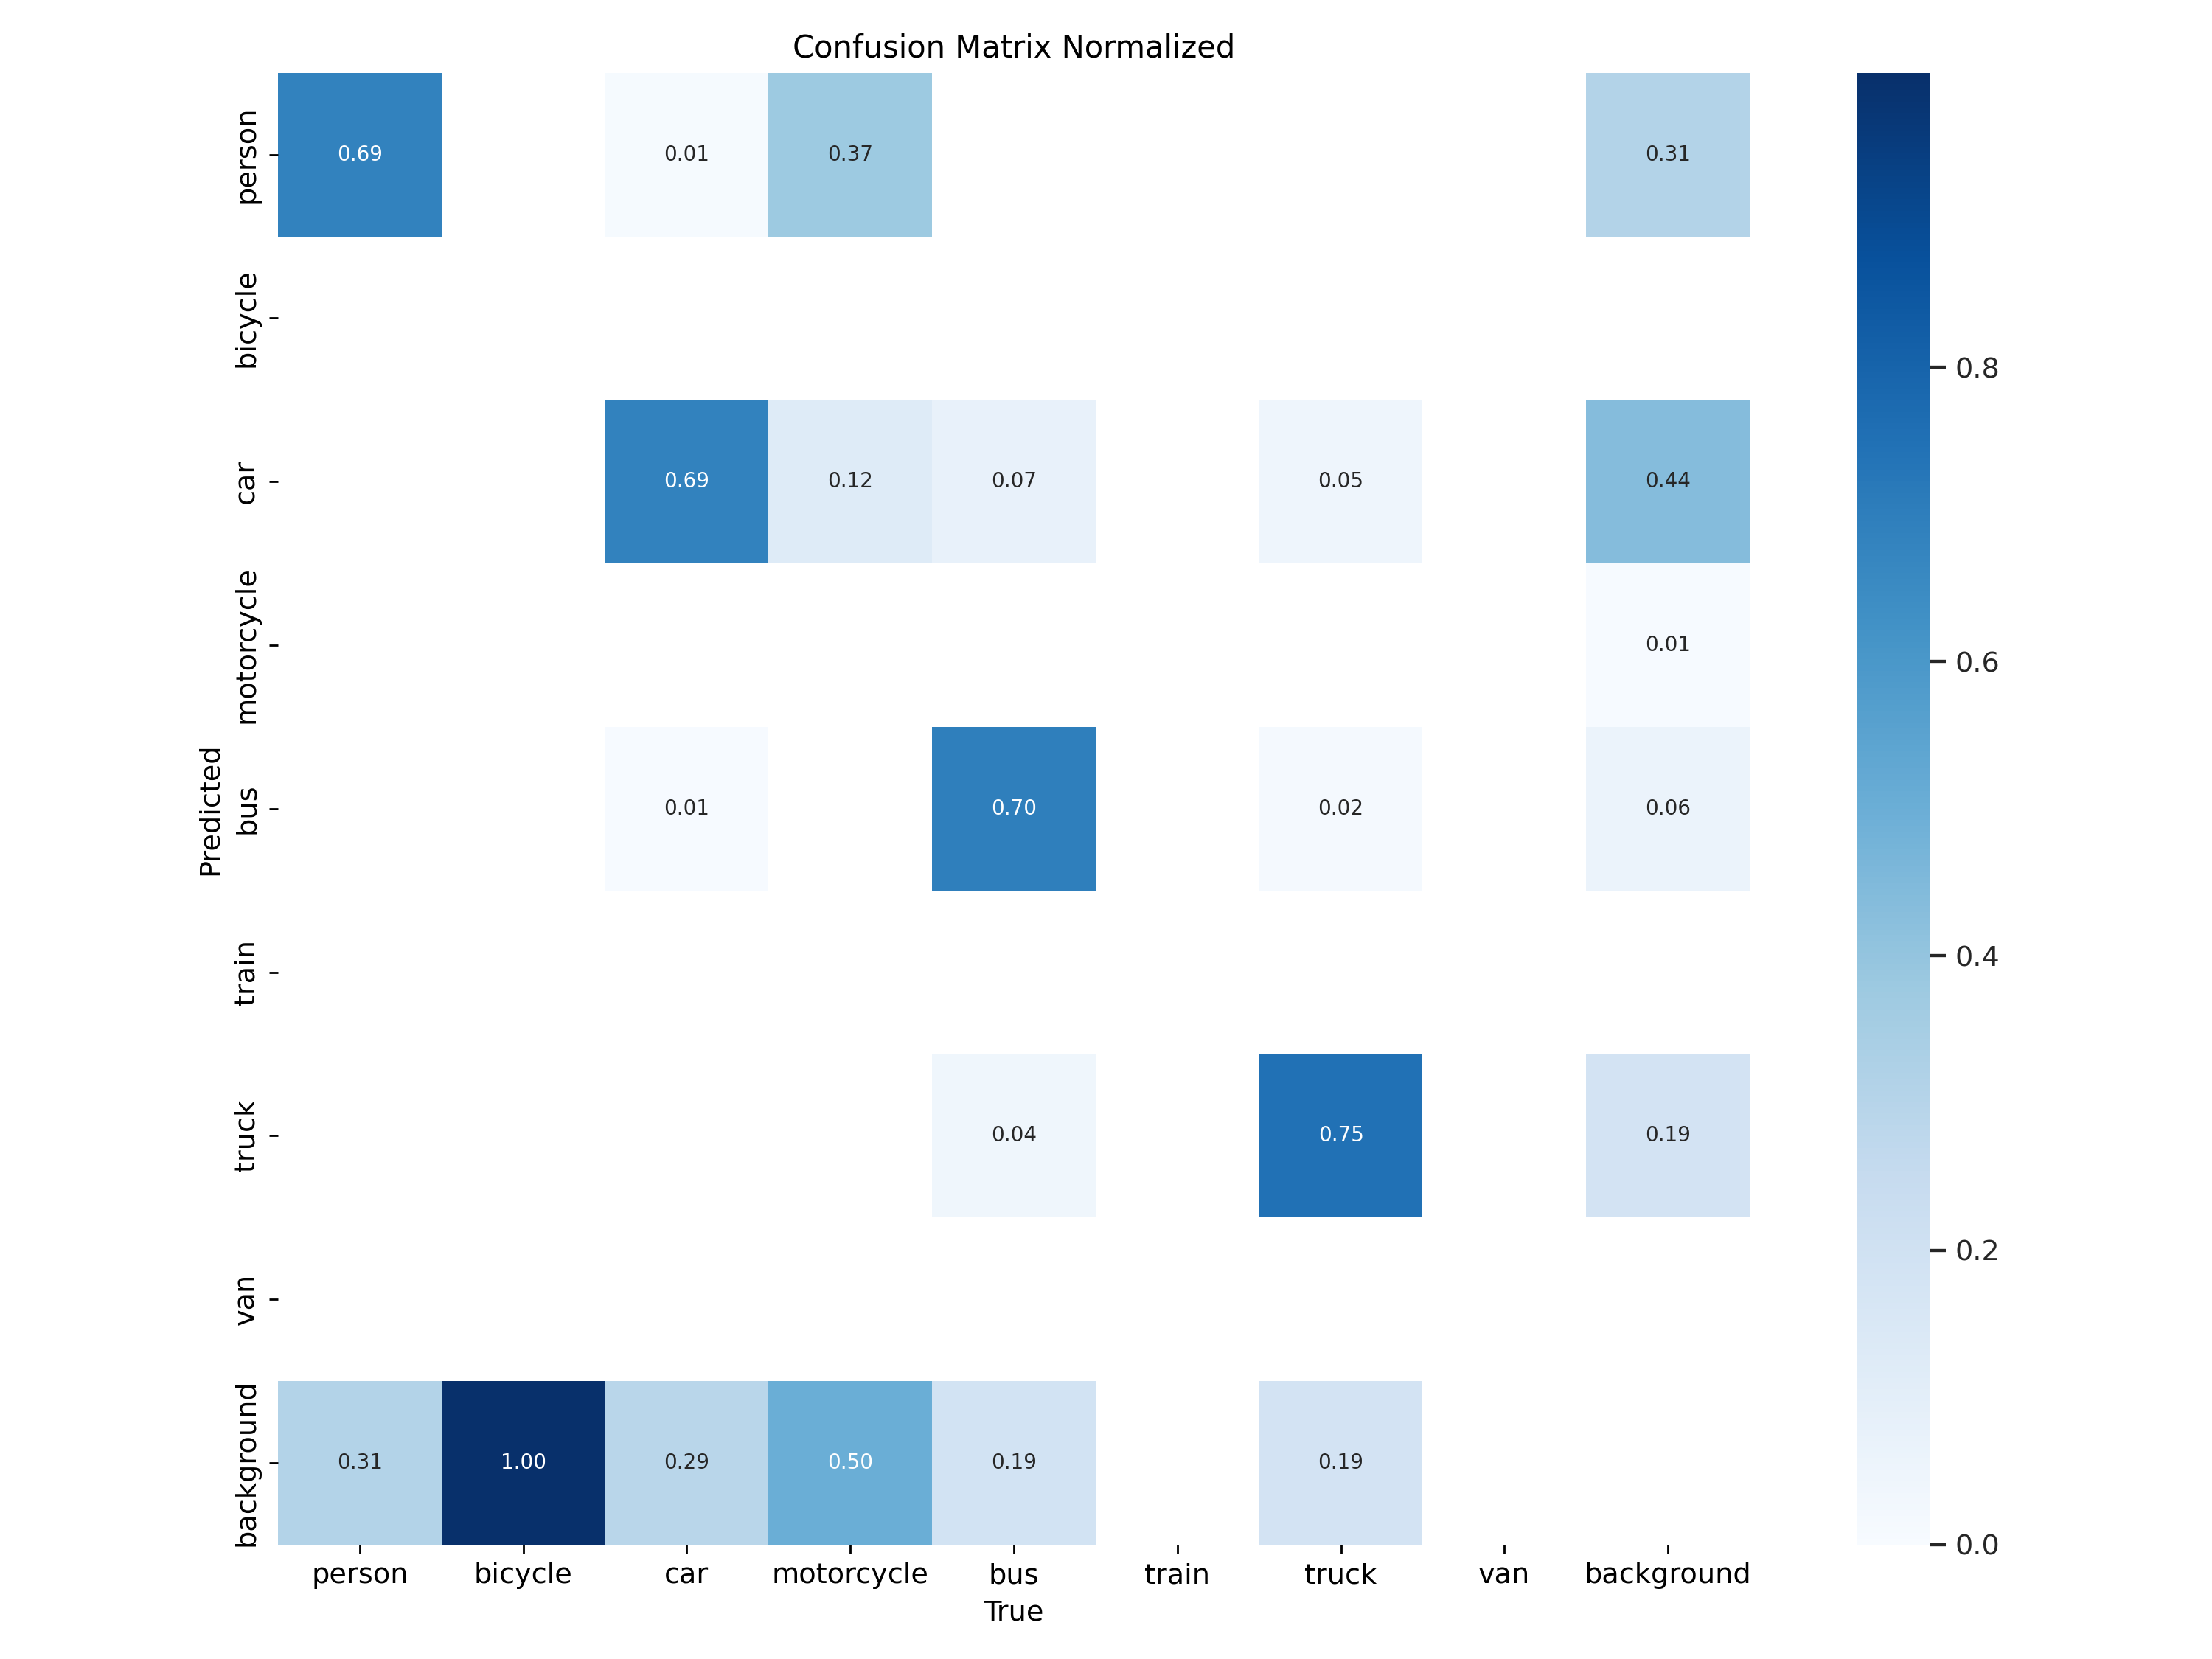 Confusion Matrix Normalized
person
0.69 0.01 0.37 0.31
bicycle
car
0.69 0.12 0.07 0.05 0.44
motorcycle
0.01
bus
0.01 0.70 0.02 0.06
train
truck
0.04 0.75 0.19
van
background
0.31 1.00 0.29 0.50 0.19 0.19
Predicted
person bicycle car motorcycle bus train truck van background
True
0.8
0.6
0.4
0.2
0.0